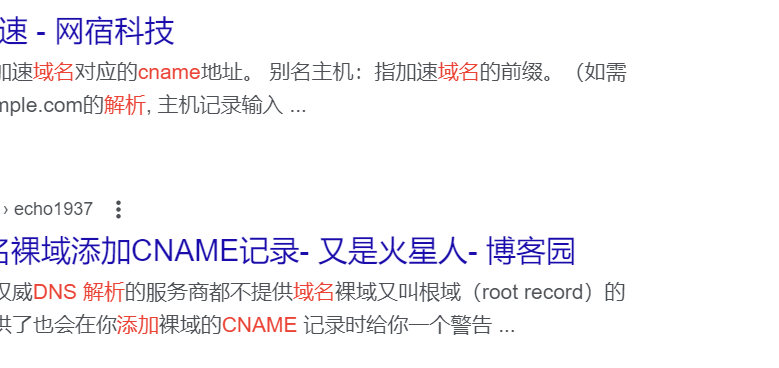 速 - 网宿科技
加速域名对应的cname地址。 别名主机：指加速域名的前缀。（如需
mple.com的解析, 主机记录输入 ...
› echo1937
名裸域添加CNAME记录- 又是火星人- 博客园
权威DNS 解析的服务商都不提供域名裸域又叫根域（root record）的
供了也会在你添加裸域的CNAME 记录时给你一个警告 ...